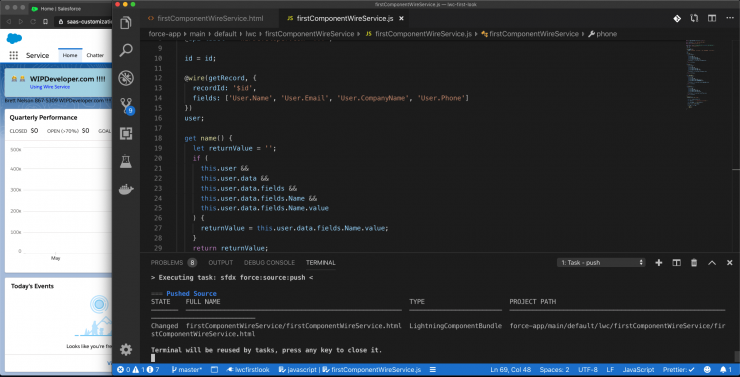 firstComponentWireService.js — lwc-first-look
Home | Salesforce
saas-customization
Service
Home
Chatter
WIPDeveloper.com !!!!
Using Wire Service
Brett Nelson 867-5309 WIPDeveloper.com !!!
Quarterly Performance
CLOSED $0 OPEN (>70%) $0 GOAL
500k
400k
300k
200k
100k
0
May
Today's Events
Looks like you're fre
firstComponentWireService.html
JS firstComponentWireService.js ×
force-app › main › default › lwc › firstComponentWireService › JS firstComponentWireService.js › firstComponentWireService › phone
9
10 id = id;
11
12 @wire(getRecord, {
13 recordId: '$id',
14 fields: ['User.Name', 'User.Email', 'User.CompanyName', 'User.Phone']
15 })
16 user;
17
18 get name() {
19 let returnValue = '';
20 if (
21 this.user &&
22 this.user.data &&
23 this.user.data.fields &&
24 this.user.data.fields.Name &&
25 this.user.data.fields.Name.value
26 ) {
27 returnValue = this.user.data.fields.Name.value;
28 }
29 return returnValue;
9
PROBLEMS 8 OUTPUT DEBUG CONSOLE TERMINAL
1: Task - push
> Executing task: sfdx force:source:push <
=== Pushed Source
STATE FULL NAME TYPE PROJECT PATH
Changed firstComponentWireService/firstComponentWireService.html LightningComponentBundle force-app/main/default/lwc/firstComponentWireService/fir
stComponentWireService.html
Terminal will be reused by tasks, press any key to close it.
0 1 7 master* lwcfirstlook javascript | firstComponentWireService.js Ln 69, Col 48 Spaces: 2 UTF-8 LF JavaScript Prettier: ✓ 1